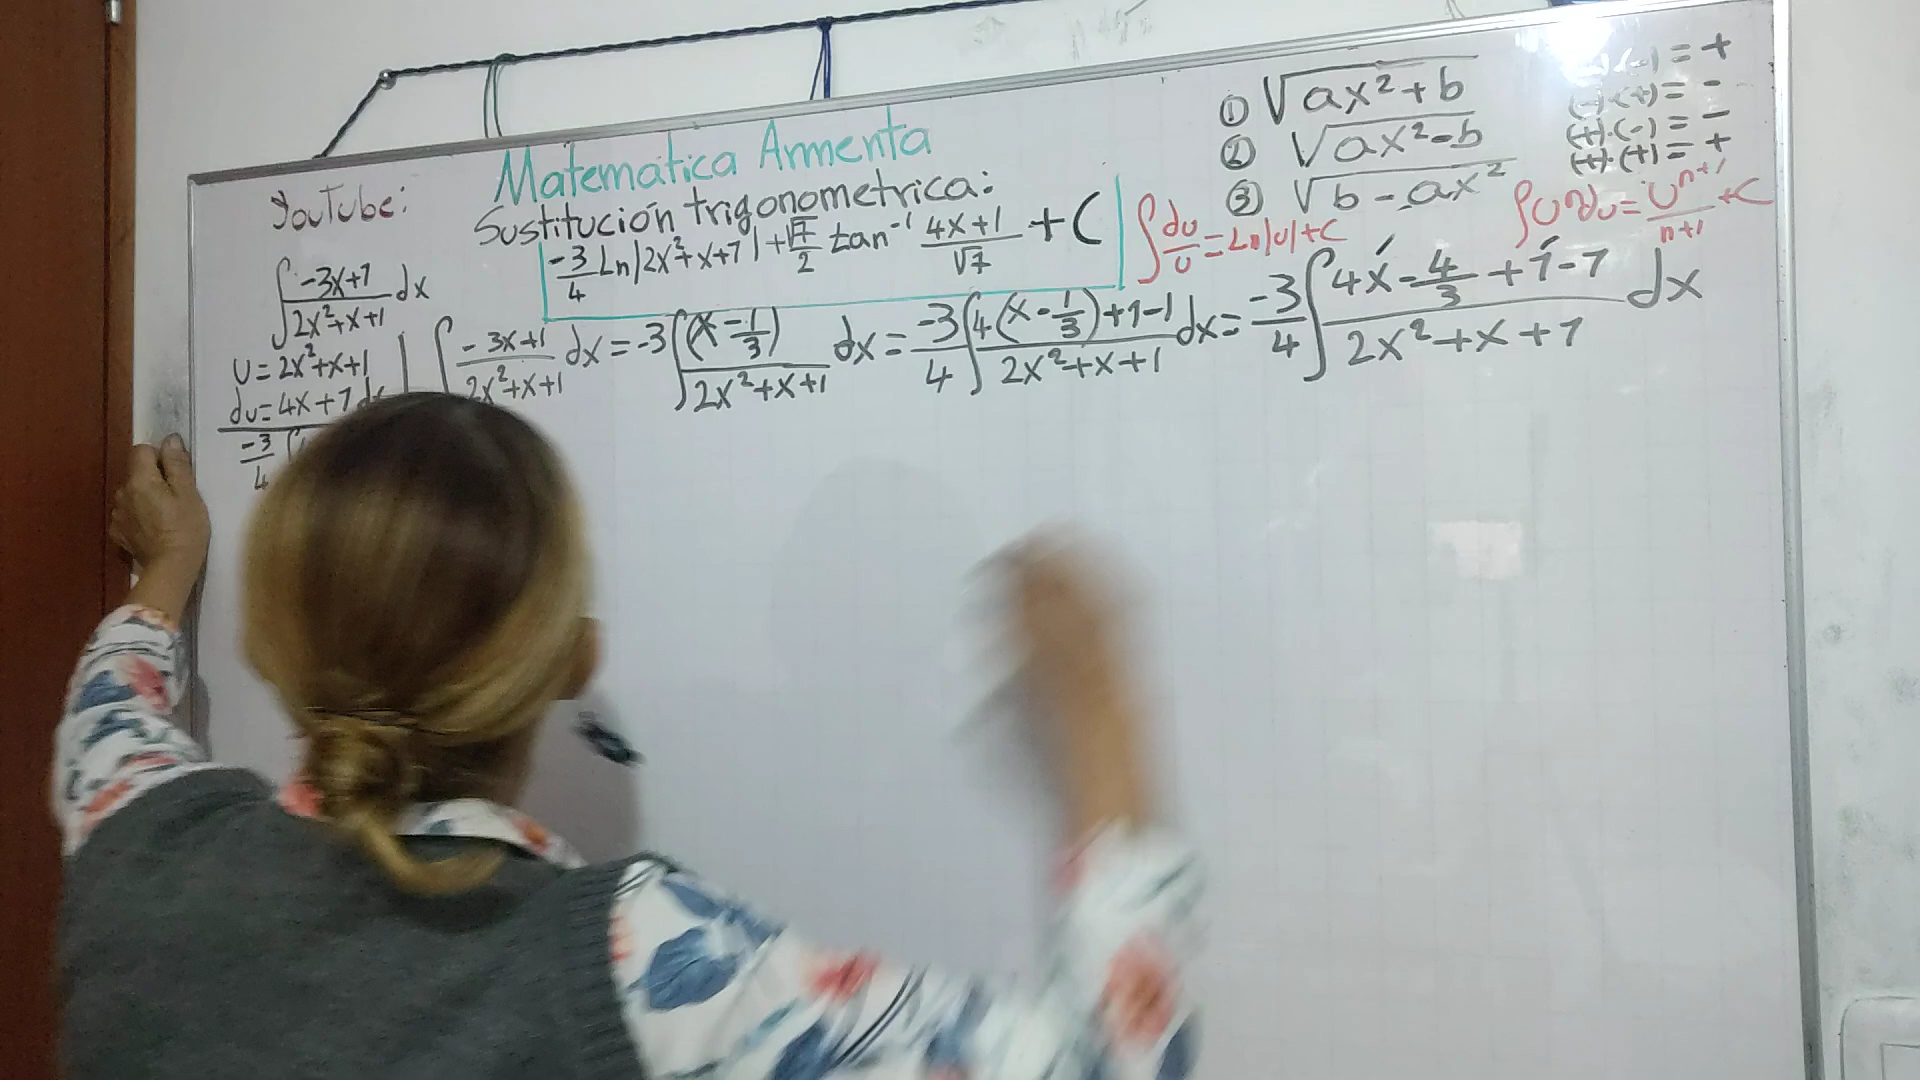 YouTube:
Matematica Armenta
Sustitución trigonometrica:
-3/4 Ln|2x²+x+7| + √7/2 tan⁻¹ 4x+1/√7 + C
∫ du/u = Ln|u|+C
① √ax²+b
② √ax²-b
③ √b-ax²
(-)·(+) = -
(+)·(-) = -
(+)·(+) = +
∫uⁿdu = uⁿ⁺¹/n+1 + C
∫ -3x+1/2x²+x+1 dx
U = 2x²+x+1
du = 4x+1 dx
-3/4 ∫
∫ -3x+1/2x²+x+1 dx = -3∫ (x-1/3)/2x²+x+1 dx = -3/4 ∫ 4(x-1/3)+1-1/2x²+x+1 dx = -3/4 ∫ 4x-4/3+1-1/2x²+x+1 dx